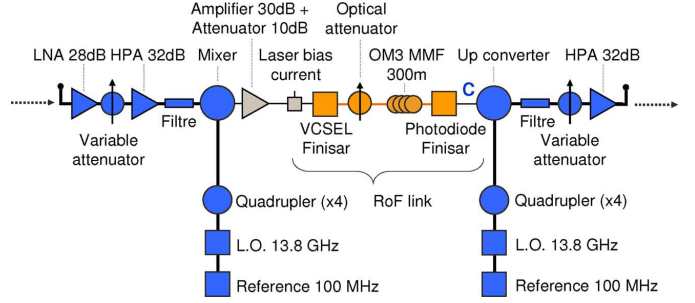 Amplifier 30dB +
Attenuator 10dB
Optical
attenuator
LNA 28dB
HPA 32dB
Mixer
Laser bias
current
OM3 MMF
300m
Up converter
HPA 32dB
C
Variable
attenuator
Filtre
VCSEL
Finisar
Photodiode
Finisar
Filtre
Variable
attenuator
RoF link
Quadrupler (x4)
Quadrupler (x4)
L.O. 13.8 GHz
L.O. 13.8 GHz
Reference 100 MHz
Reference 100 MHz